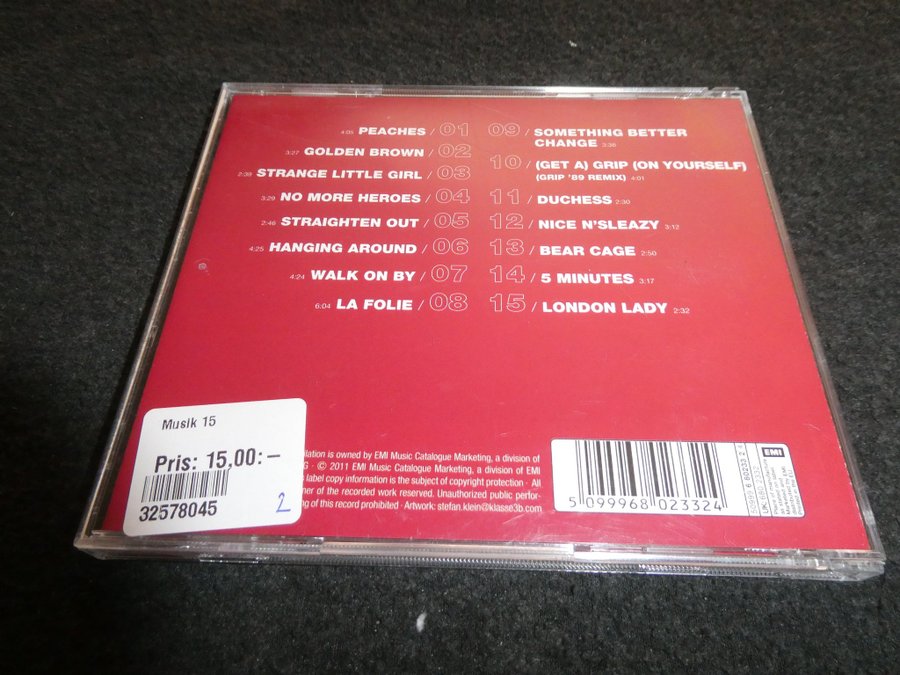 4:05 PEACHES / 01
3:27 GOLDEN BROWN / 02
2:39 STRANGE LITTLE GIRL / 03
3:29 NO MORE HEROES / 04
2:46 STRAIGHTEN OUT / 05
4:25 HANGING AROUND / 06
4:24 WALK ON BY / 07
6:04 LA FOLIE / 08
09 / SOMETHING BETTER
CHANGE 3:36
10 / (GET A) GRIP (ON YOURSELF)
(GRIP '89 REMIX) 4:01
11 / DUCHESS 2:30
12 / NICE N'SLEAZY 3:12
13 / BEAR CAGE 2:50
14 / 5 MINUTES 3:17
15 / LONDON LADY 2:32
Musik 15
Pris: 15,00:-
32578045
2
is owned by EMI Music Catalogue Marketing, a division of
© 2011 EMI Music Catalogue Marketing, a division of EMI
label copy information is the subject of copyright protection · All
of the recorded work reserved. Unauthorized public perfor-
of this record prohibited · Artwork: stefan.klein@klasse3b.com
5 099968 023324
EMI